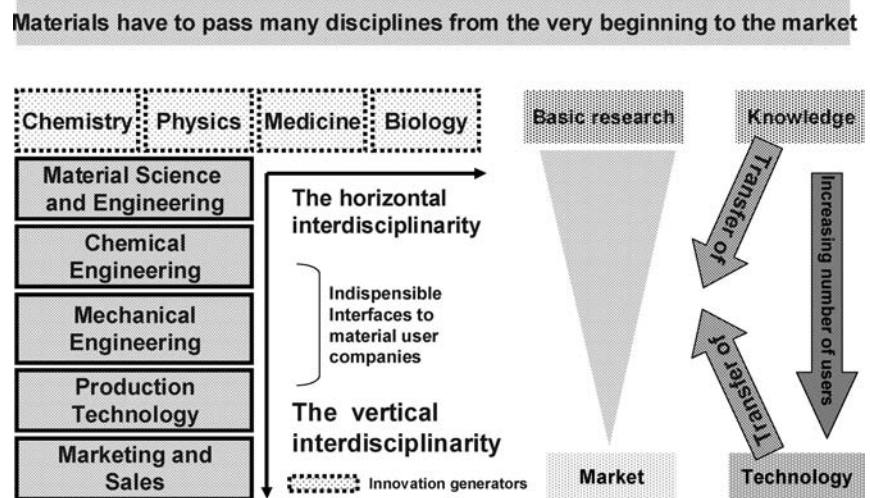 Materials have to pass many disciplines from the very beginning to the market
Chemistry
Physics
Medicine
Biology
Basic research
Knowledge
Material Science
and Engineering
The horizontal
interdisciplinarity
Transfer of
Increasing number of users
Chemical
Engineering
Indispensible
Interfaces to
material user
companies
Mechanical
Engineering
Production
Technology
Transfer of
The vertical
interdisciplinarity
Marketing and
Sales
Innovation generators
Market
Technology